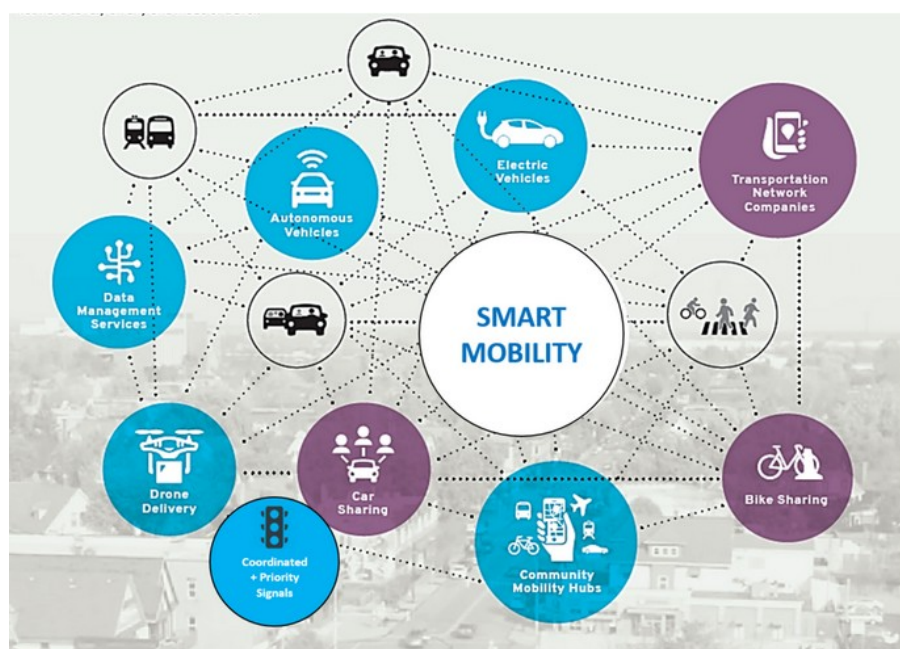 Electric
Vehicles
Transportation
Network
Companies
Autonomous
Vehicles
Data
Management
Services
SMART
MOBILITY
Drone
Delivery
Car
Sharing
Bike Sharing
Coordinated
+ Priority
Signals
Community
Mobility Hubs